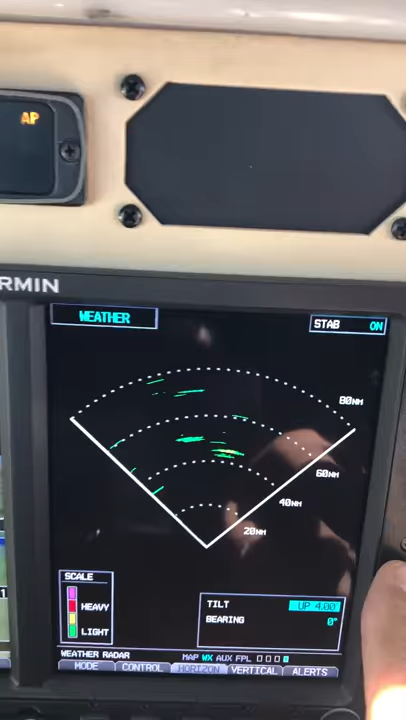 AP
RMIN
WEATHER
STAB ON
80NM
60NM
40NM
20NM
SCALE
HEAVY
LIGHT
TILT UP 4.00
BEARING 0°
WEATHER RADAR
MAP WX AUX FPL
MODE CONTROL HORIZON VERTICAL ALERTS